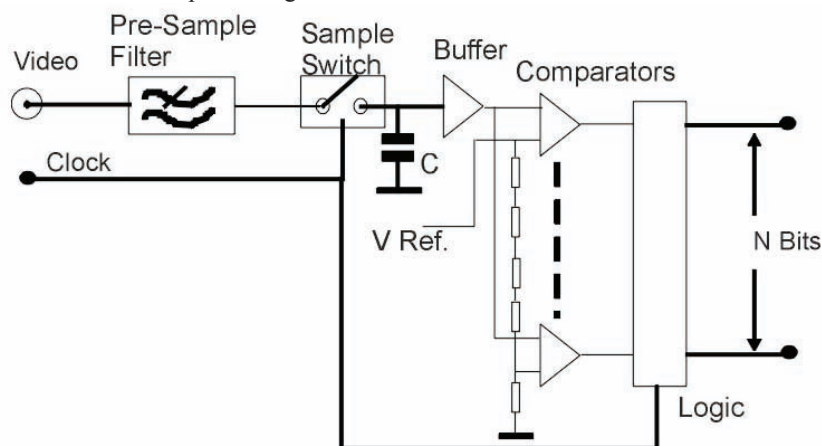 Pre-Sample
Filter
Sample
Switch
Buffer
Video
Comparators
Clock
C
V Ref.
N Bits
Logic